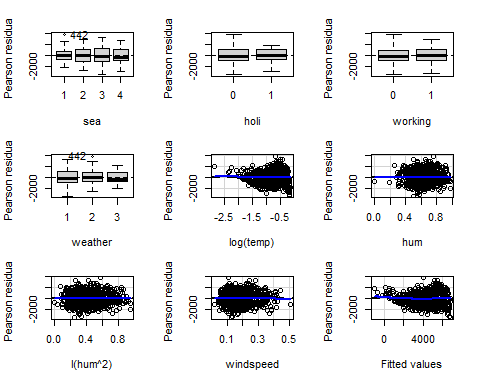 Pearson residua
-2000
442
1 2 3 4
sea
Pearson residua
-2000
0 1
holi
Pearson residua
-2000
0 1
working
Pearson residua
-2000
442
1 2 3
weather
Pearson residua
-2000
-2.5 -1.5 -0.5
log(temp)
Pearson residua
-2000
0.0 0.4 0.8
hum
Pearson residua
-2000
0.0 0.4 0.8
I(hum^2)
Pearson residua
-2000
0.1 0.3 0.5
windspeed
Pearson residua
-2000
0 4000
Fitted values